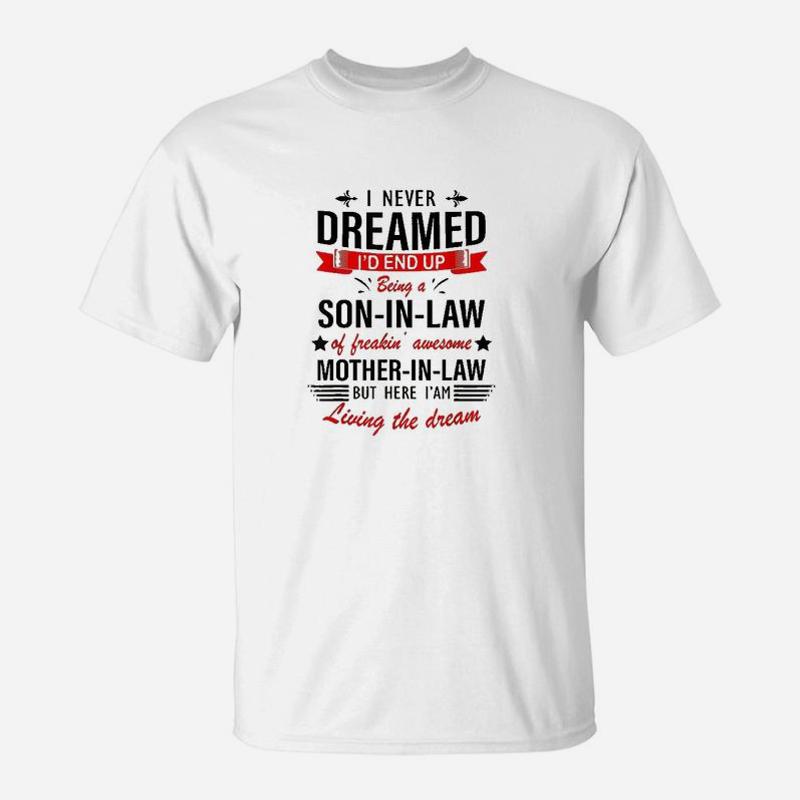 I NEVER
DREAMED
I'D END UP
Being a
SON-IN-LAW
of freakin' awesome
MOTHER-IN-LAW
BUT HERE I'AM
Living the dream